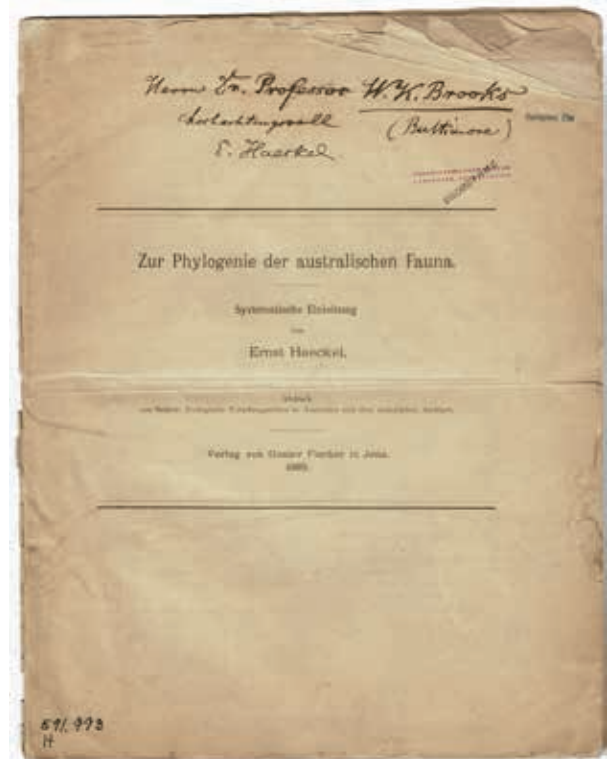 Herrn Dr. Professor W. K. Brooks
hochachtungsvoll (Baltimore)
E. Haeckel
Zur Phylogenie der australischen Fauna.
Systematische Einleitung
von
Ernst Haeckel.
Verlag von Gustav Fischer in Jena.
1893.
591.993
H